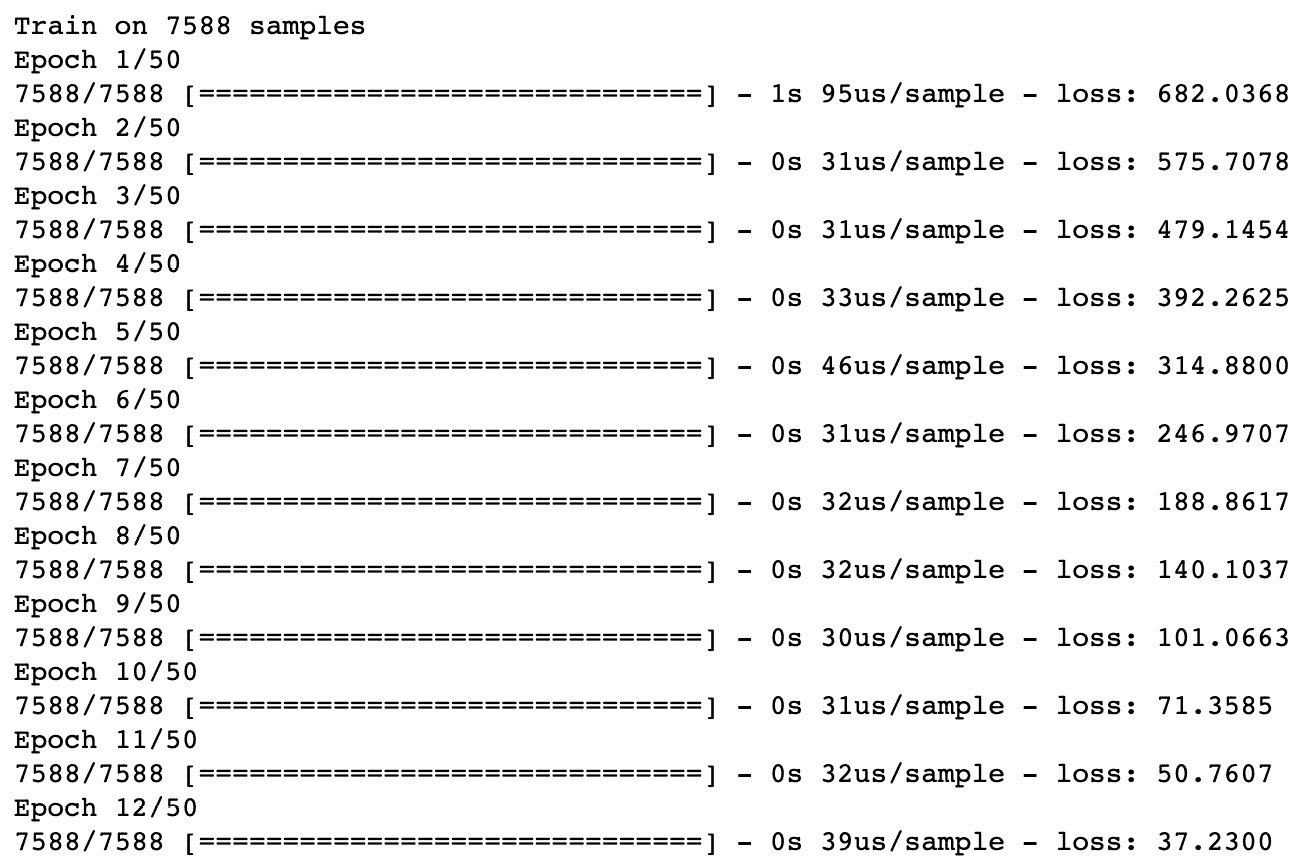 Train on 7588 samples
Epoch 1/50
7588/7588 [==============================] - 1s 95us/sample - loss: 682.0368
Epoch 2/50
7588/7588 [==============================] - 0s 31us/sample - loss: 575.7078
Epoch 3/50
7588/7588 [==============================] - 0s 31us/sample - loss: 479.1454
Epoch 4/50
7588/7588 [==============================] - 0s 33us/sample - loss: 392.2625
Epoch 5/50
7588/7588 [==============================] - 0s 46us/sample - loss: 314.8800
Epoch 6/50
7588/7588 [==============================] - 0s 31us/sample - loss: 246.9707
Epoch 7/50
7588/7588 [==============================] - 0s 32us/sample - loss: 188.8617
Epoch 8/50
7588/7588 [==============================] - 0s 32us/sample - loss: 140.1037
Epoch 9/50
7588/7588 [==============================] - 0s 30us/sample - loss: 101.0663
Epoch 10/50
7588/7588 [==============================] - 0s 31us/sample - loss: 71.3585
Epoch 11/50
7588/7588 [==============================] - 0s 32us/sample - loss: 50.7607
Epoch 12/50
7588/7588 [==============================] - 0s 39us/sample - loss: 37.2300